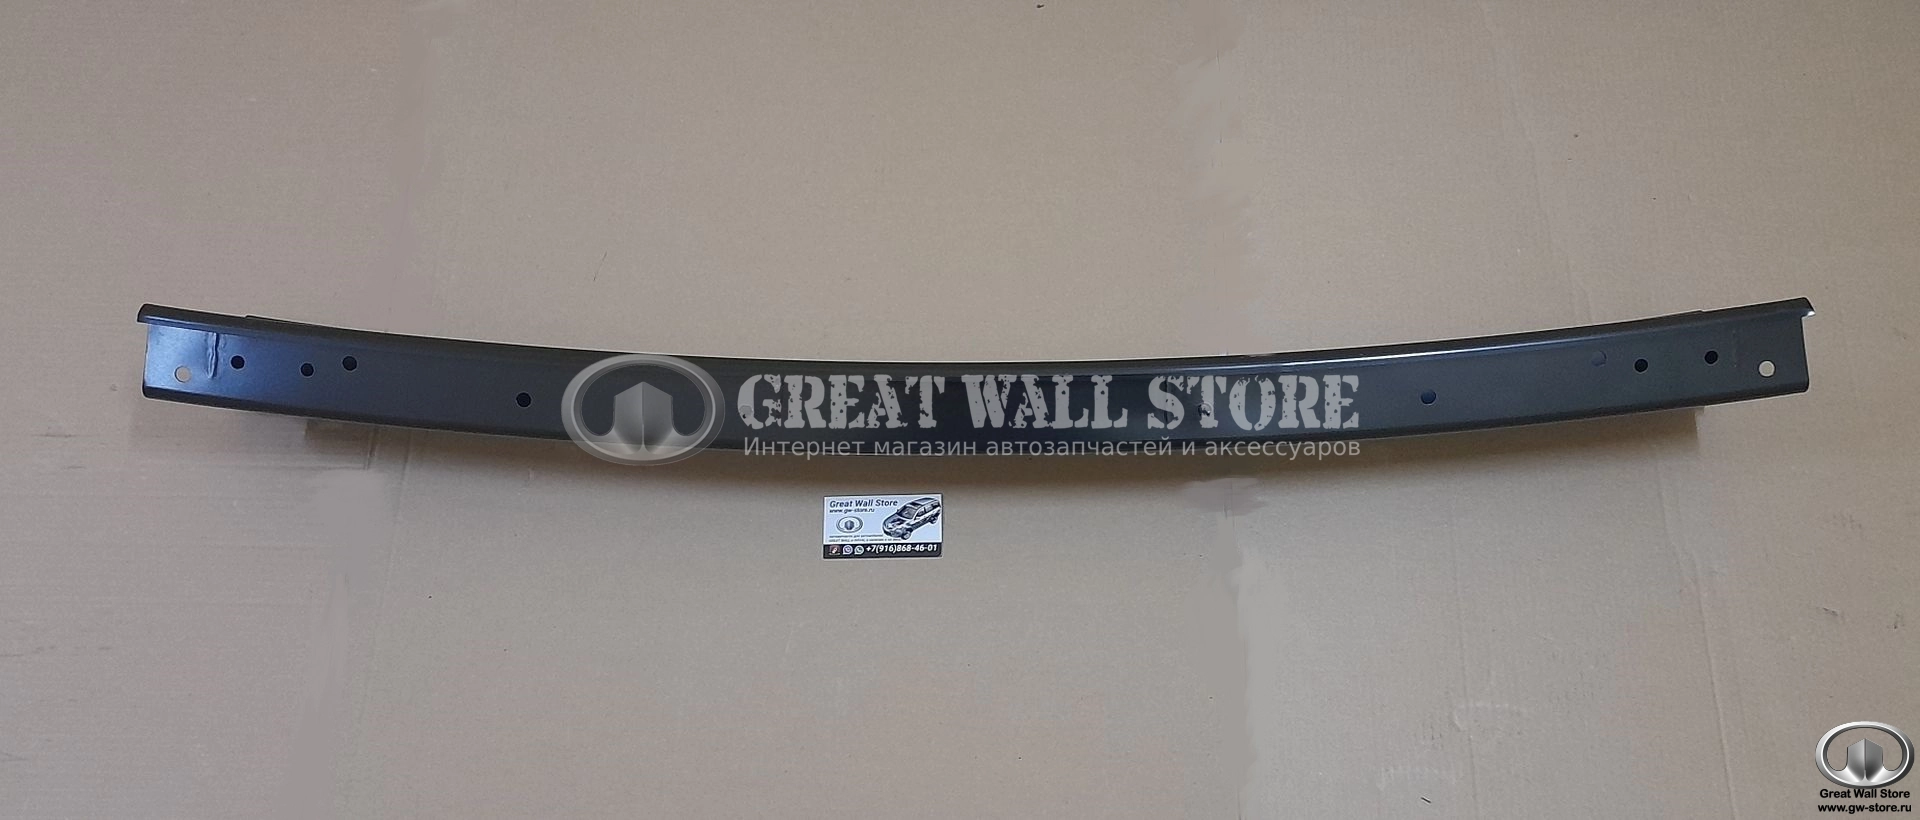 GREAT WALL STORE
Интернет магазин автозапчастей и аксессуаров
Great Wall Store
www.gw-store.ru
+7(916)868-46-01
Great Wall Store
www.gw-store.ru